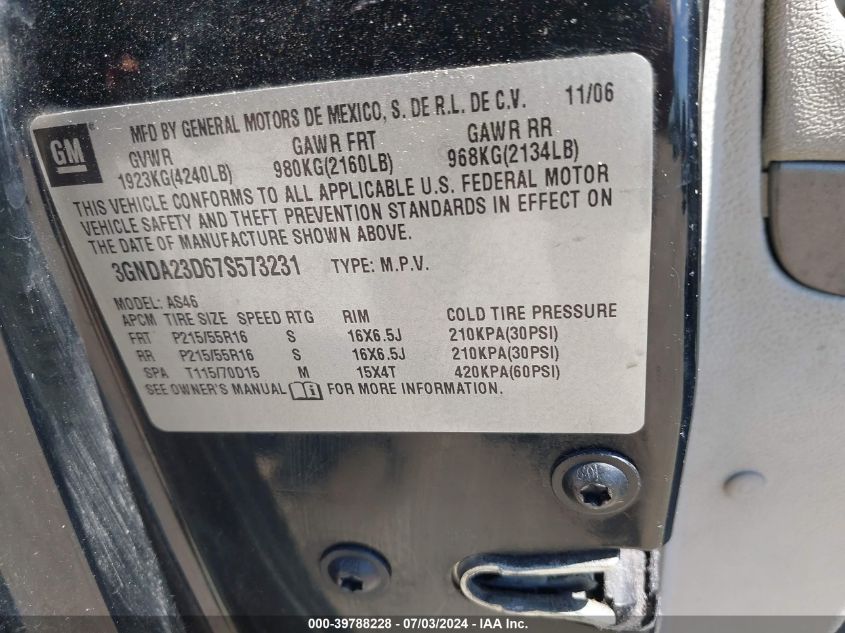 GM
MFD BY GENERAL MOTORS DE MEXICO, S. DE R.L. DE C.V. 11/06
GVWR GAWR FRT GAWR RR
1923KG(4240LB) 980KG(2160LB) 968KG(2134LB)
THIS VEHICLE CONFORMS TO ALL APPLICABLE U.S. FEDERAL MOTOR
VEHICLE SAFETY AND THEFT PREVENTION STANDARDS IN EFFECT ON
THE DATE OF MANUFACTURE SHOWN ABOVE.
3GNDA23D67S573231 TYPE: M.P.V.
MODEL: AS46
APCM TIRE SIZE SPEED RTG RIM COLD TIRE PRESSURE
FRT P215/55R16 S 16X6.5J 210KPA(30PSI)
RR P215/55R16 S 16X6.5J 210KPA(30PSI)
SPA T115/70D15 M 15X4T 420KPA(60PSI)
SEE OWNER'S MANUAL FOR MORE INFORMATION.
000-39788228 - 07/03/2024 - IAA Inc.